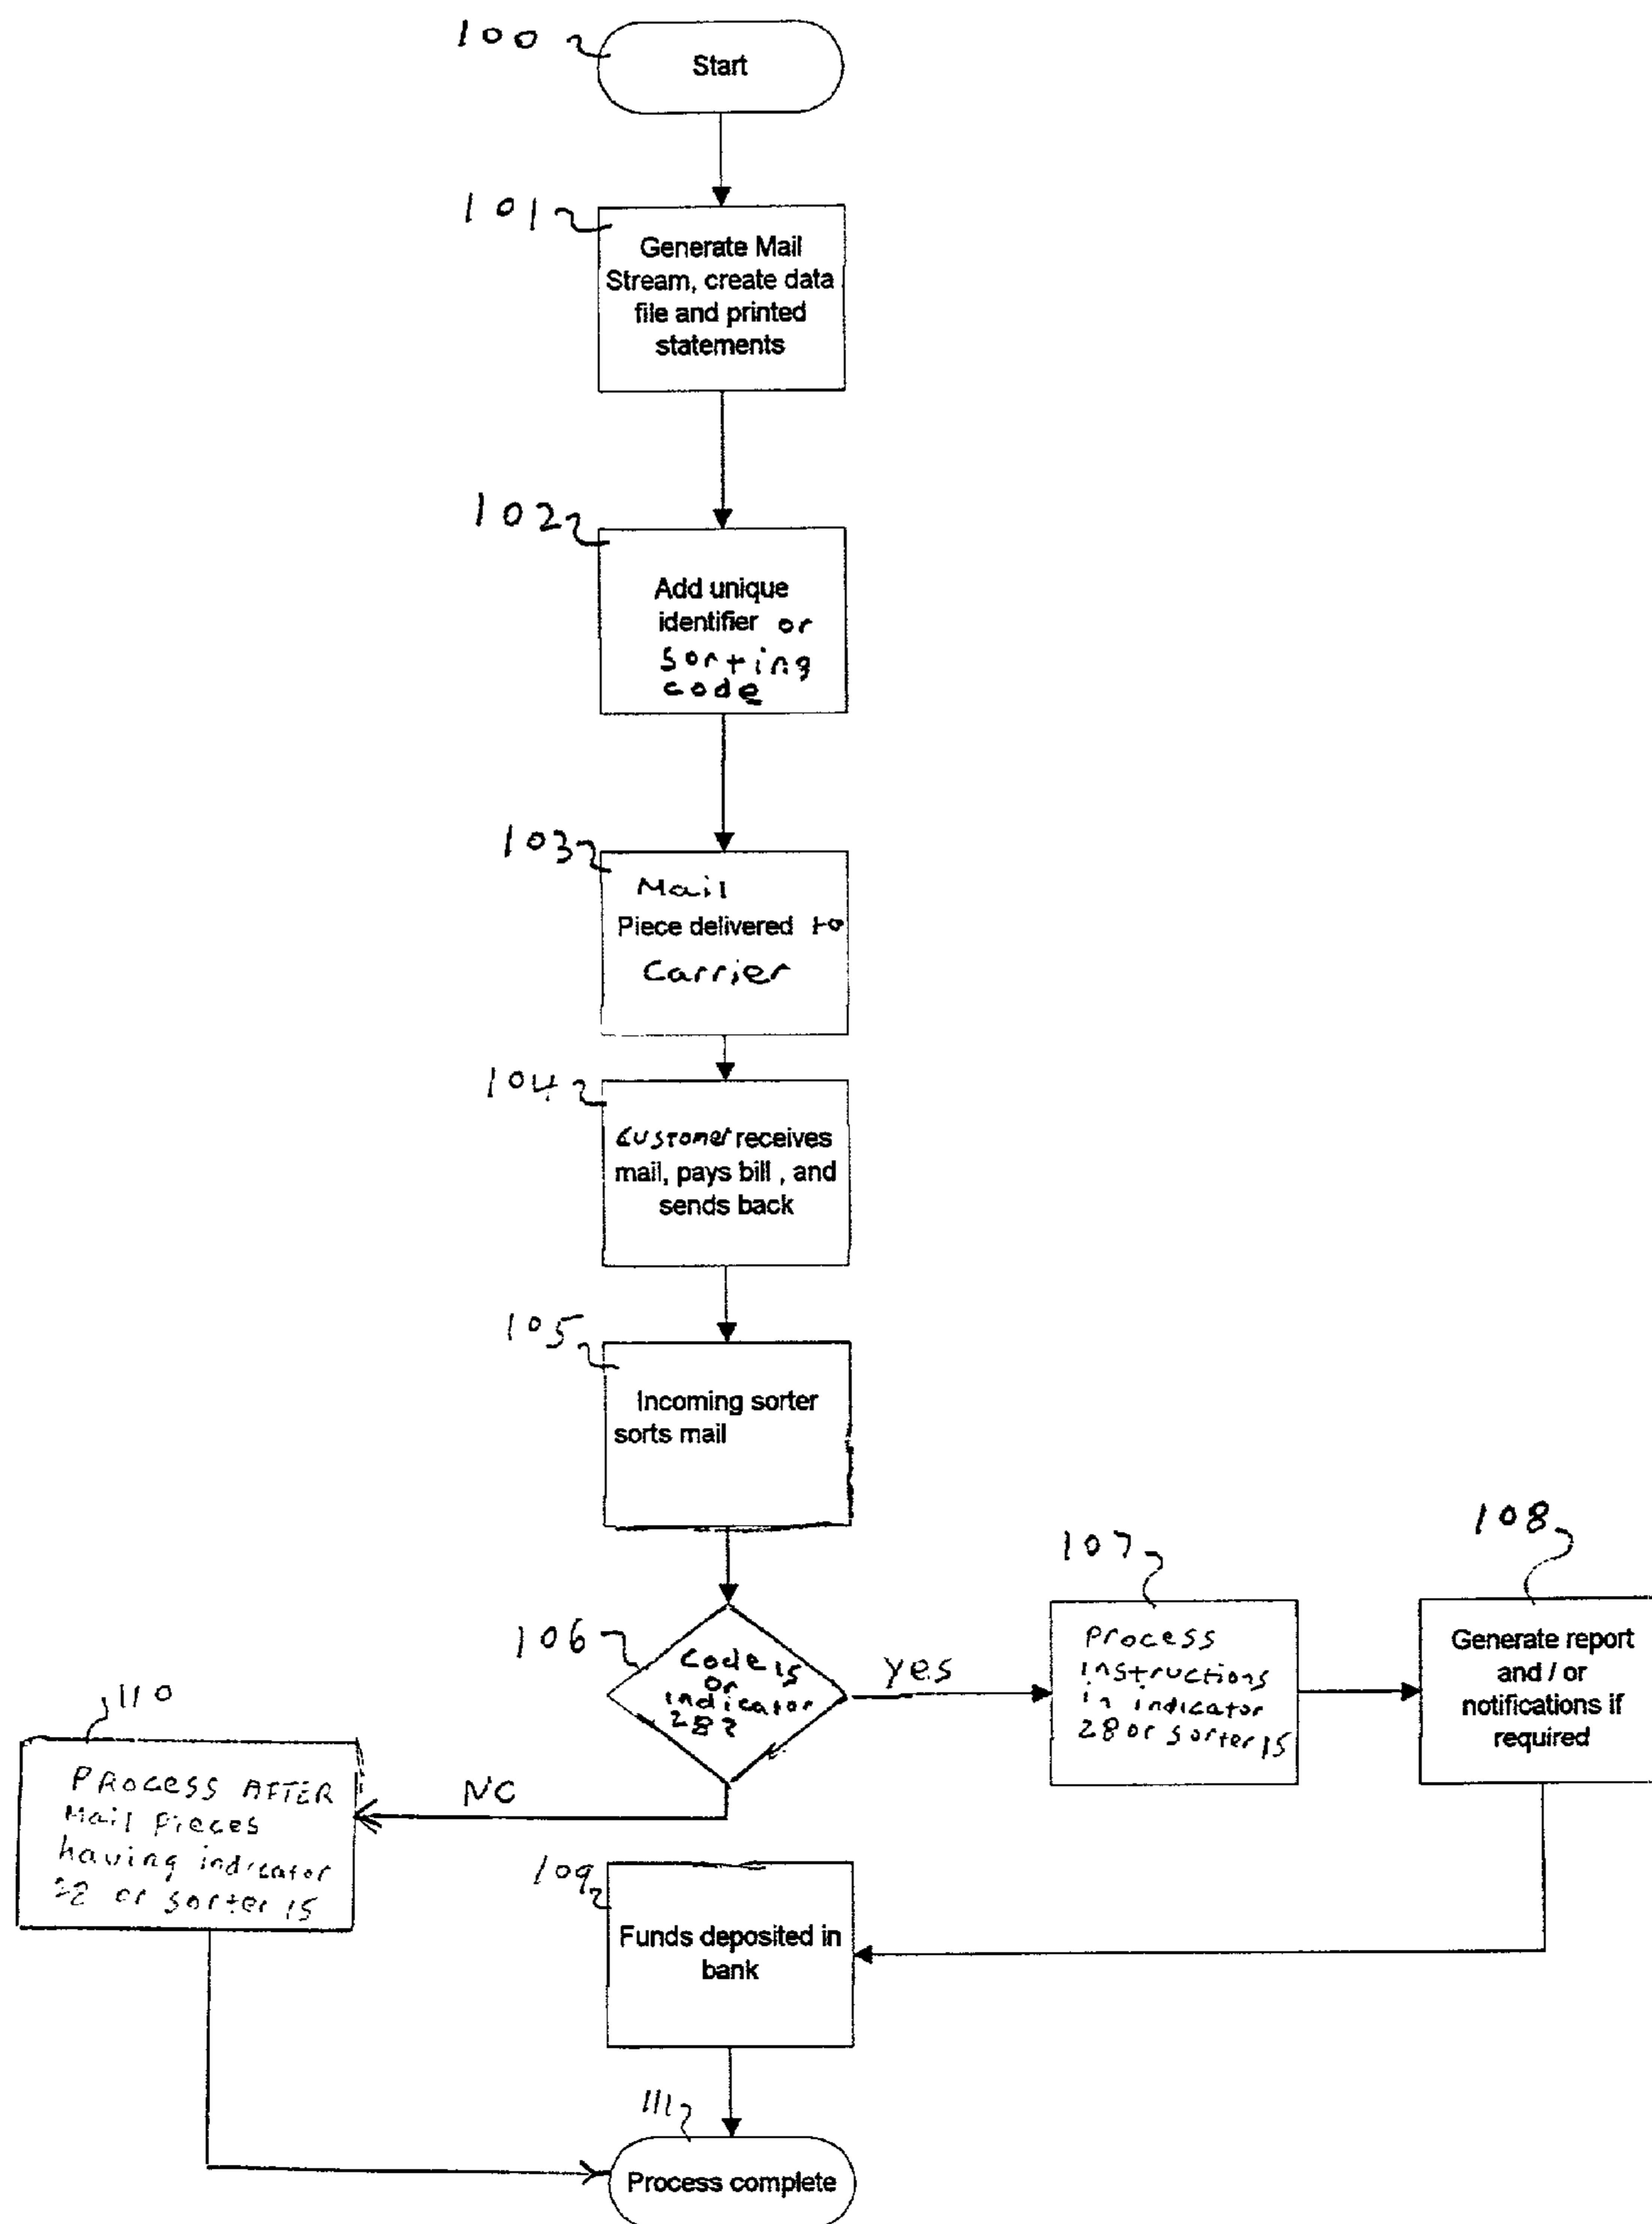 100
Start
101
Generate Mail
Stream, create data
file and printed
statements
102
Add unique
identifier or
sorting
code
103
Mail
Piece delivered to
Carrier
104
Customer receives
mail, pays bill , and
sends back
105
Incoming sorter
sorts mail
106
Code 15
or
indicator
28?
yes
107
Process
instructions
in indicator
28 or sorter 15
108
Generate report
and / or
notifications if
required
NO
110
PROCESS AFTER
Mail Pieces
having indicator
or sorter 15
109
Funds deposited in
bank
111
Process complete